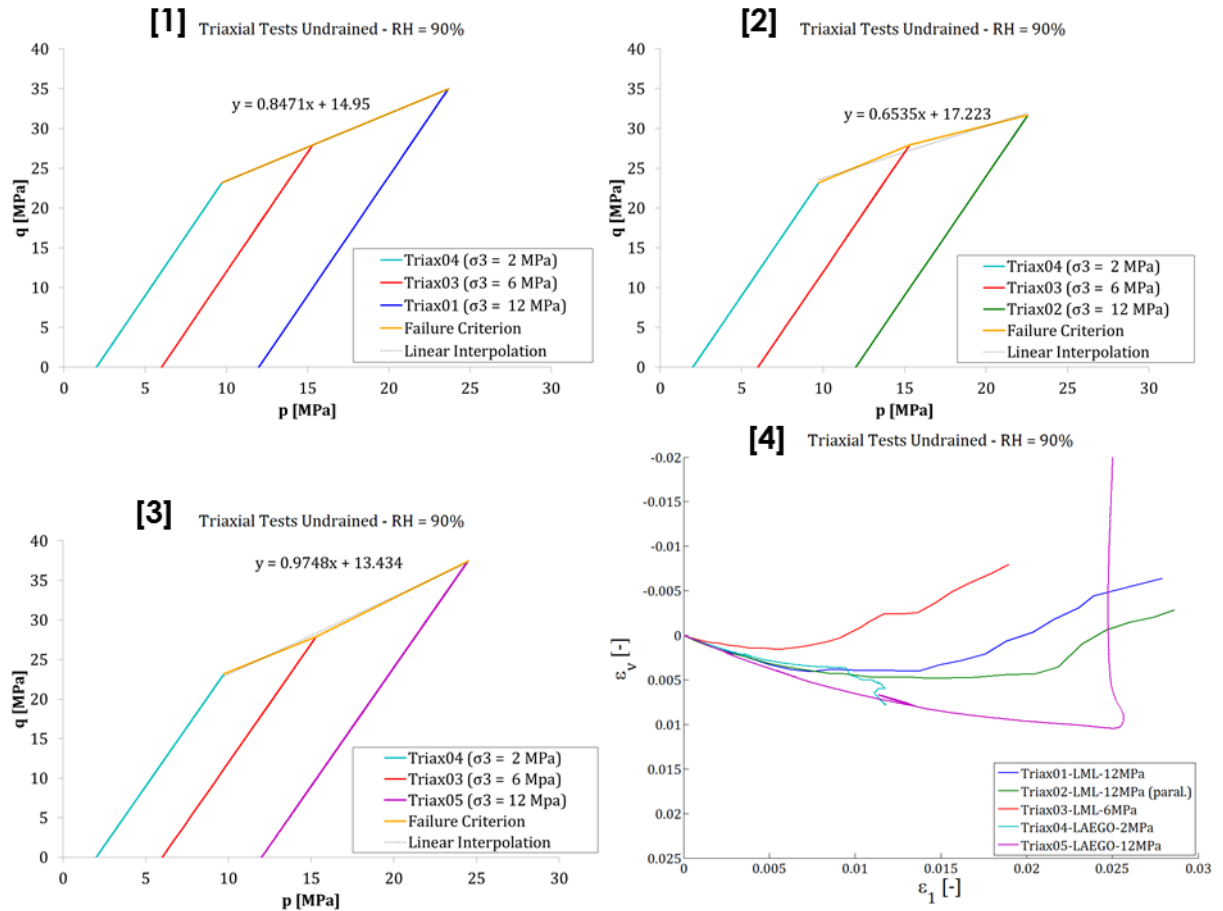 [1]
Triaxial Tests Undrained - RH = 90%
40
35
30
25
20
15
10
5
0
q [MPa]
y = 0.8471x + 14.95
Triax04 (σ3 = 2 MPa)
Triax03 (σ3 = 6 MPa)
Triax01 (σ3 = 12 MPa)
Failure Criterion
Linear Interpolation
0 5 10 15 20 25 30
p [MPa]
[2]
Triaxial Tests Undrained - RH = 90%
40
35
30
25
20
15
10
5
0
q [MPa]
y = 0.6535x + 17.223
Triax04 (σ3 = 2 MPa)
Triax03 (σ3 = 6 MPa)
Triax02 (σ3 = 12 MPa)
Failure Criterion
Linear Interpolation
0 5 10 15 20 25 30
p [MPa]
[3]
Triaxial Tests Undrained - RH = 90%
40
35
30
25
20
15
10
5
0
q [MPa]
y = 0.9748x + 13.434
Triax04 (σ3 = 2 MPa)
Triax03 (σ3 = 6 Mpa)
Triax05 (σ3 = 12 Mpa)
Failure Criterion
Linear Interpolation
0 5 10 15 20 25 30
p [MPa]
[4]
Triaxial Tests Undrained - RH = 90%
-0.02
-0.015
-0.01
-0.005
0
0.005
0.01
0.015
0.02
0.025
εv [-]
Triax01-LML-12MPa
Triax02-LML-12MPa (paral.)
Triax03-LML-6MPa
Triax04-LAEGO-2MPa
Triax05-LAEGO-12MPa
0 0.005 0.01 0.015 0.02 0.025 0.03
ε1 [-]